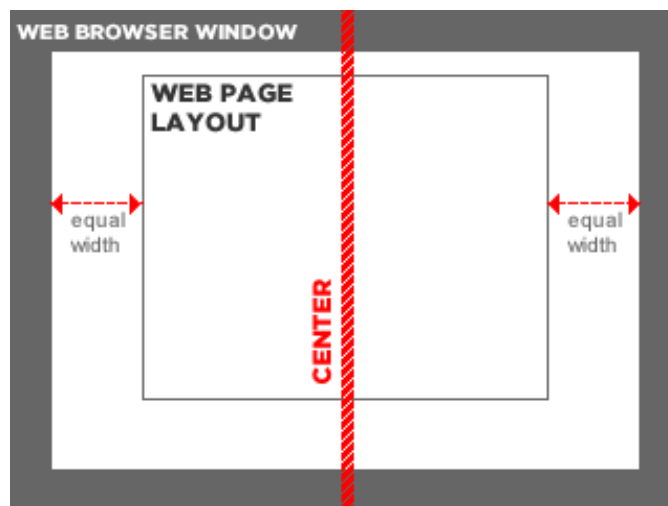 WEB BROWSER WINDOW
WEB PAGE
LAYOUT
equal
width
equal
width
CENTER